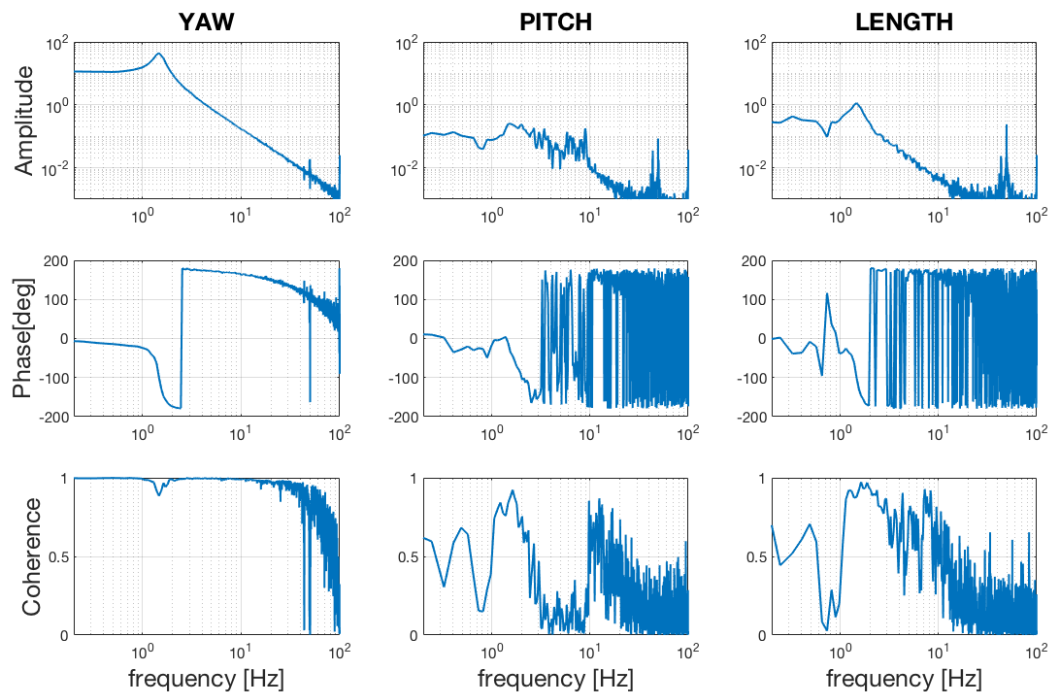 YAW PITCH LENGTH
Amplitude
10^2 10^2 10^2
10^0 10^0 10^0
10^-2 10^-2 10^-2
10^0 10^1 10^2 10^0 10^1 10^2 10^0 10^1 10^2
Phase[deg]
200 200 200
100 100 100
0 0 0
-100 -100 -100
-200 -200 -200
10^0 10^1 10^2 10^0 10^1 10^2 10^0 10^1 10^2
Coherence
1 1 1
0.5 0.5 0.5
0 0 0
10^0 10^1 10^2 10^0 10^1 10^2 10^0 10^1 10^2
frequency [Hz] frequency [Hz] frequency [Hz]